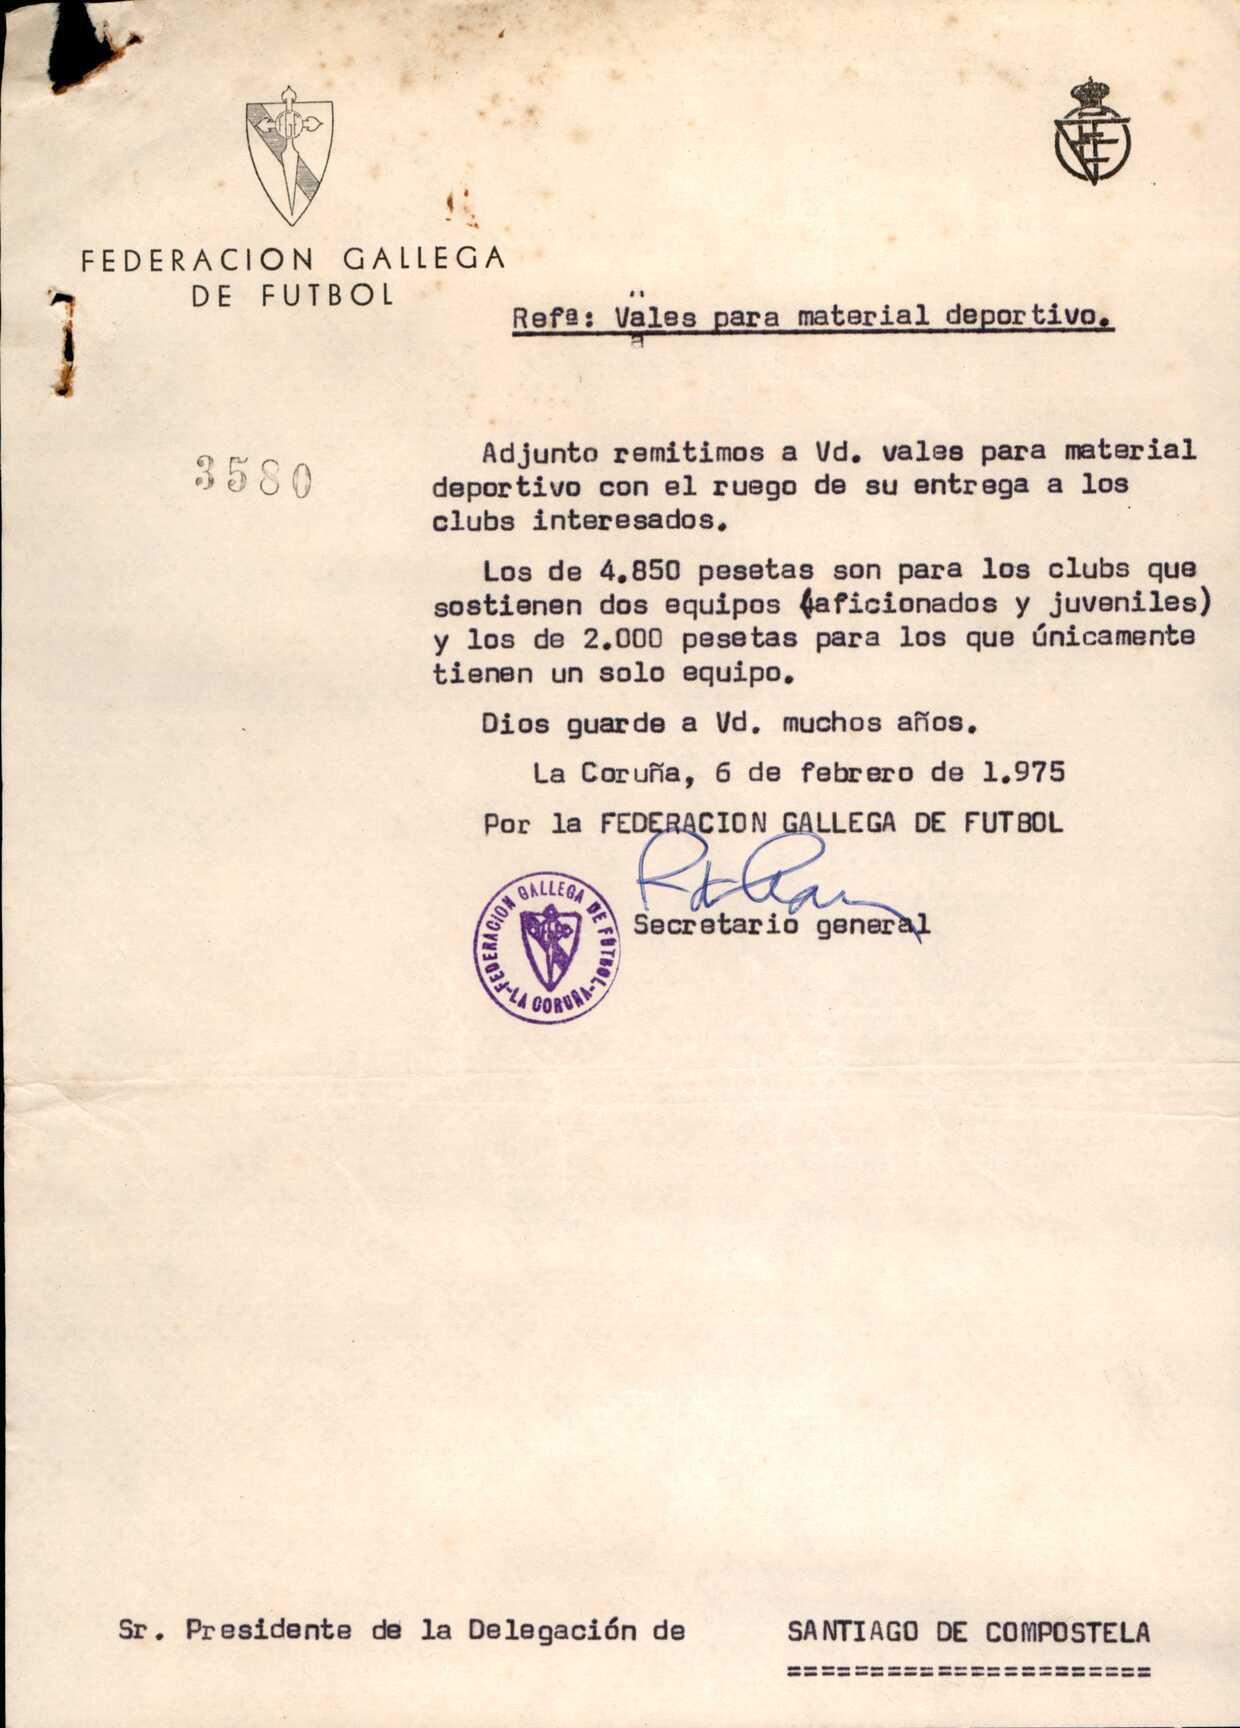 FEDERACION GALLEGA
DE FUTBOL
Refª: Vales para material deportivo.
3580
Adjunto remitimos a Vd. vales para material
deportivo con el ruego de su entrega a los
clubs interesados.
Los de 4.850 pesetas son para los clubs que
sostienen dos equipos (aficionados y juveniles)
y los de 2.000 pesetas para los que únicamente
tienen un solo equipo.
Dios guarde a Vd. muchos años.
La Coruña, 6 de febrero de 1.975
Por la FEDERACION GALLEGA DE FUTBOL
Secretario general
FEDERACION GALLEGA DE FUTBOL
-LA CORUÑA-
Sr. Presidente de la Delegación de SANTIAGO DE COMPOSTELA
======================